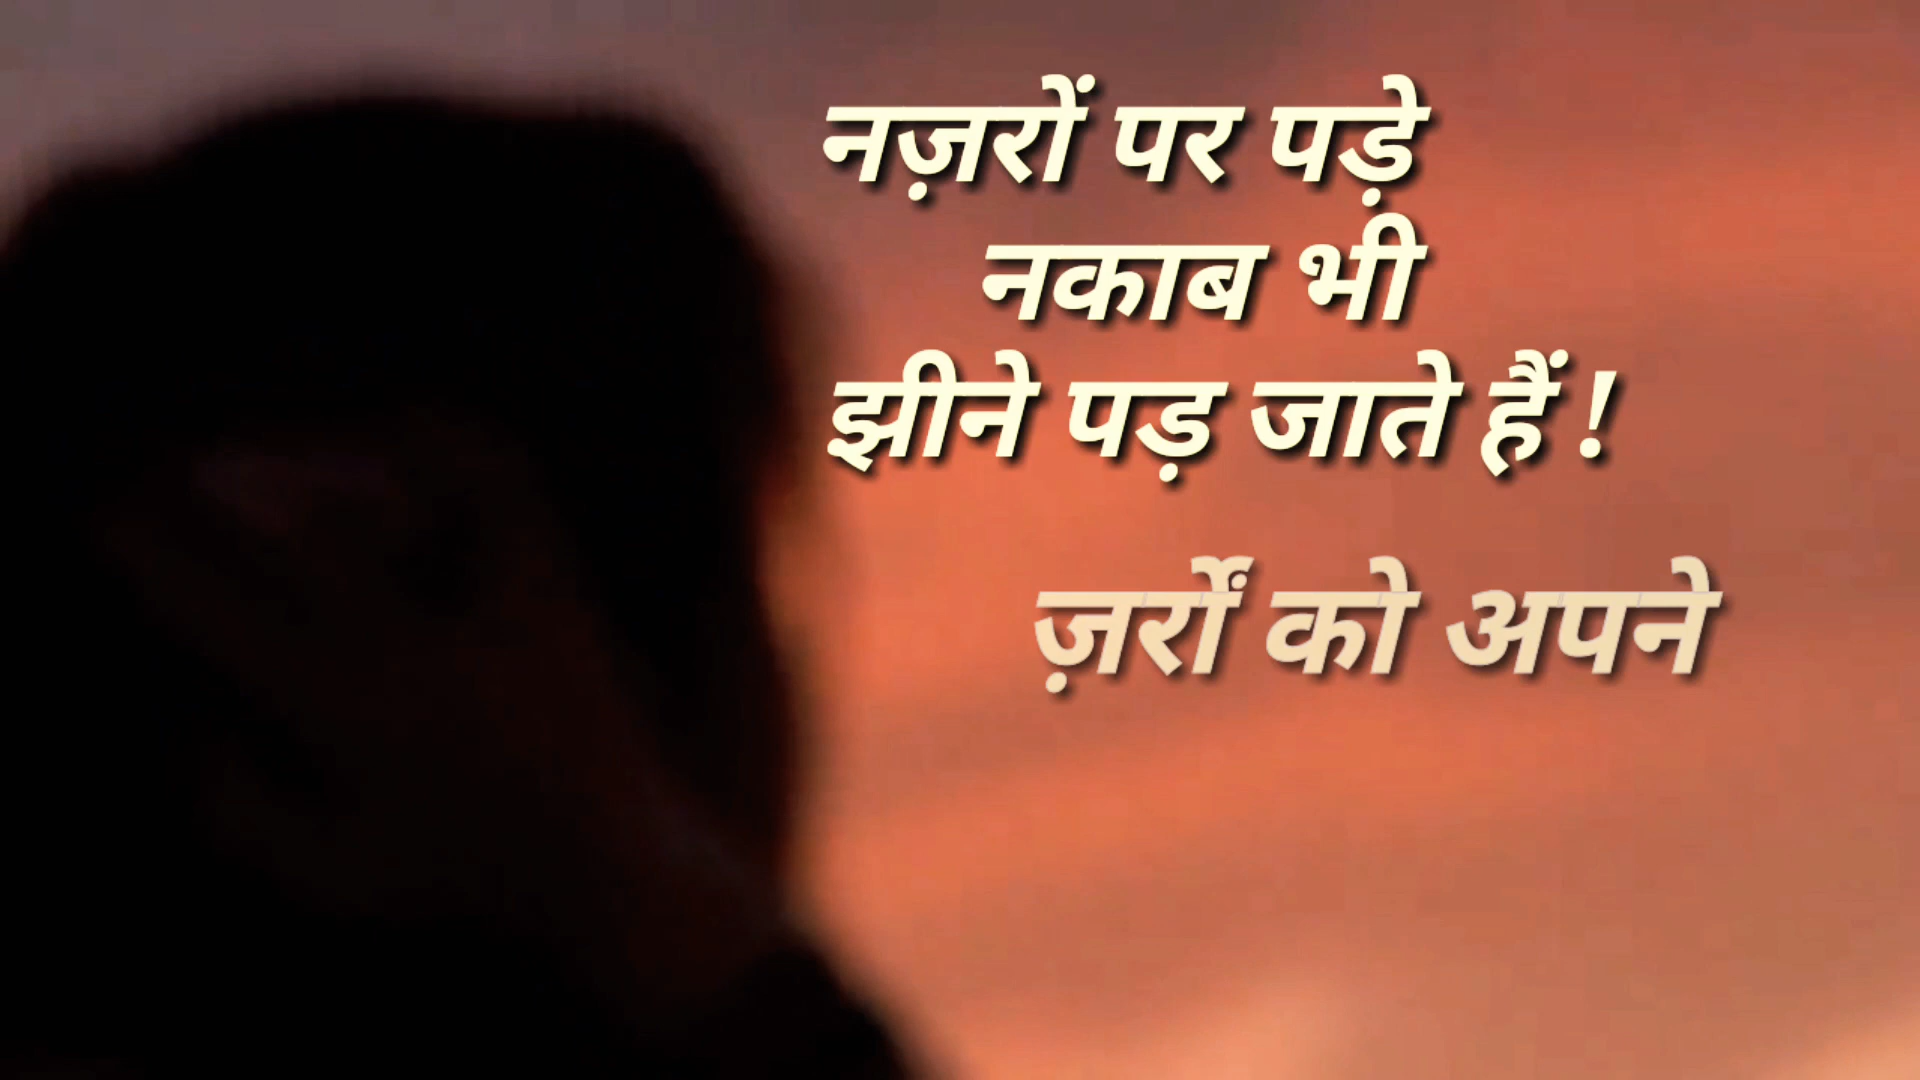 नज़रों पर पड़े
नकाब भी
झीने पड़ जाते हैं !
ज़र्रों को अपने